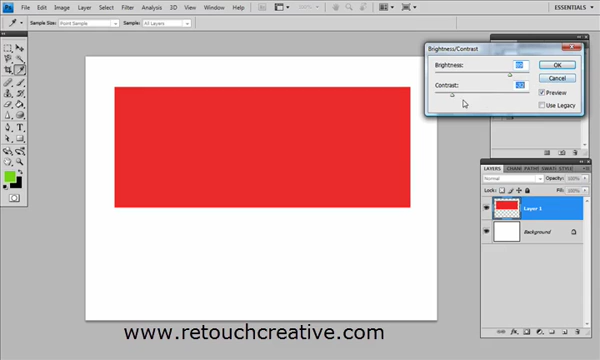 Ps File Edit Image Layer Select Filter Analysis 3D View Window Help ESSENTIALS
Sample Size: Point Sample Sample: All Layers
Brightness/Contrast
Brightness:
OK
Cancel
Contrast:
Preview
Use Legacy
LAYERS
Normal Opacity:
Lock: Fill:
Layer 1
Background
www.retouchcreative.com